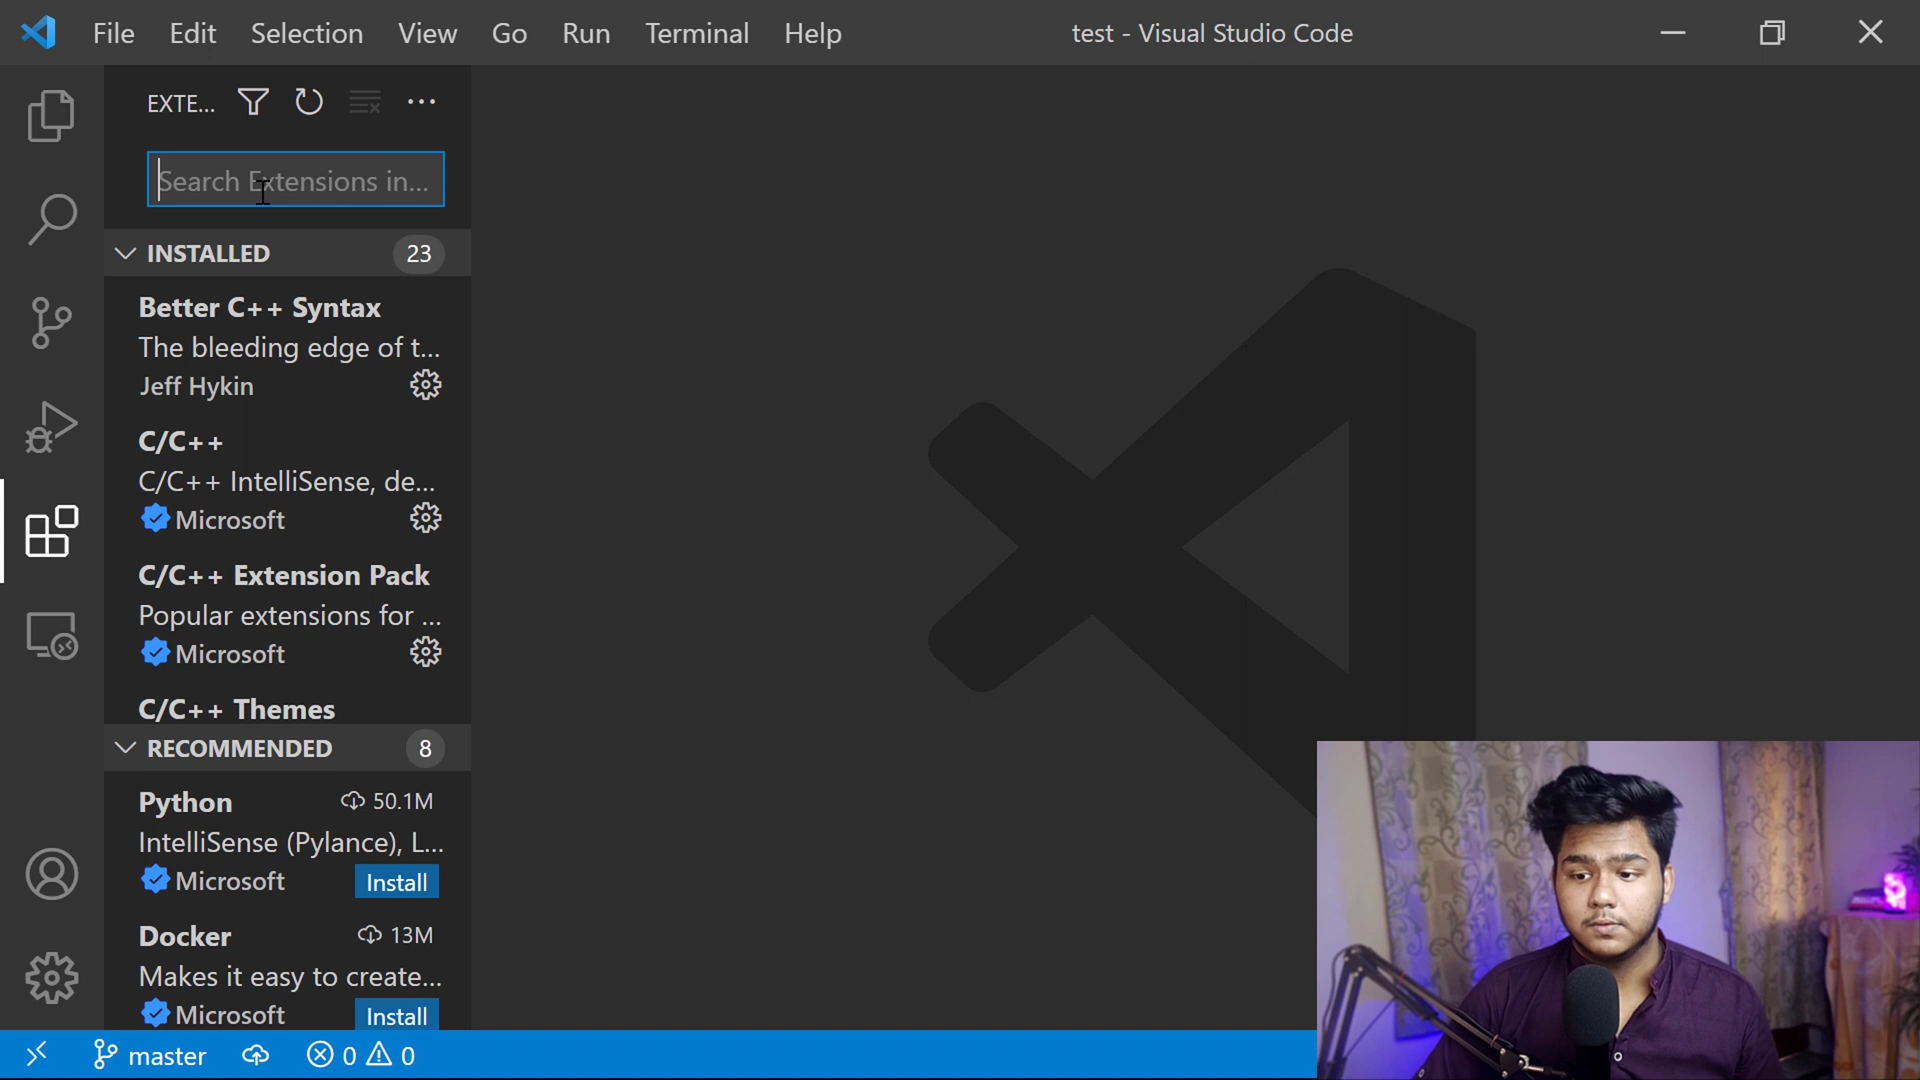 File Edit Selection View Go Run Terminal Help test - Visual Studio Code
EXTE... ...
Search Extensions in...
INSTALLED 23
Better C++ Syntax
The bleeding edge of t...
Jeff Hykin
C/C++
C/C++ IntelliSense, de...
Microsoft
C/C++ Extension Pack
Popular extensions for ...
Microsoft
C/C++ Themes
RECOMMENDED 8
Python 50.1M
IntelliSense (Pylance), L...
Microsoft Install
Docker 13M
Makes it easy to create...
Microsoft Install
master 0 0